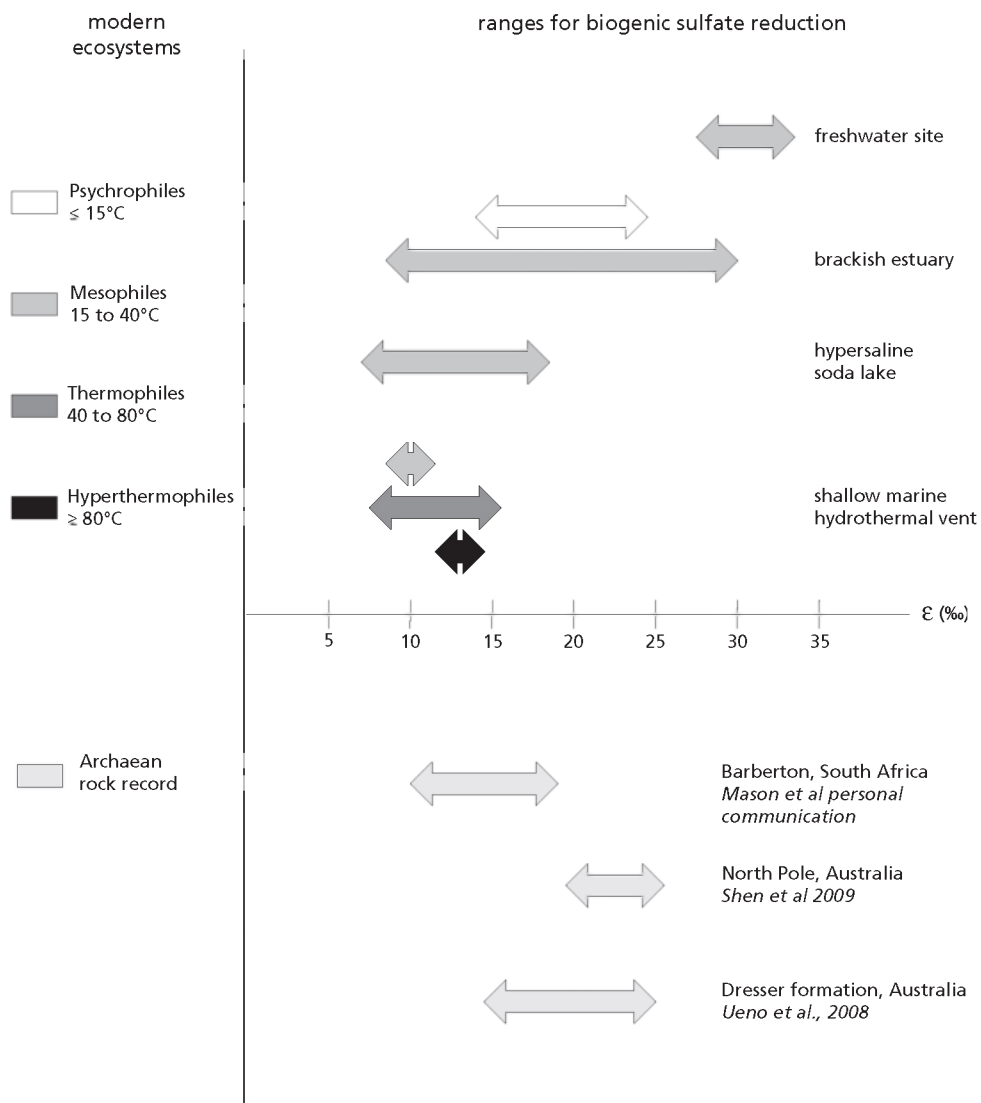 modern
ecosystems
ranges for biogenic sulfate reduction
freshwater site
Psychrophiles
≤ 15°C
brackish estuary
Mesophiles
15 to 40°C
hypersaline
soda lake
Thermophiles
40 to 80°C
Hyperthermophiles
≥ 80°C
shallow marine
hydrothermal vent
ε (‰)
5 10 15 20 25 30 35
Archaean
rock record
Barberton, South Africa
Mason et al personal
communication
North Pole, Australia
Shen et al 2009
Dresser formation, Australia
Ueno et al., 2008